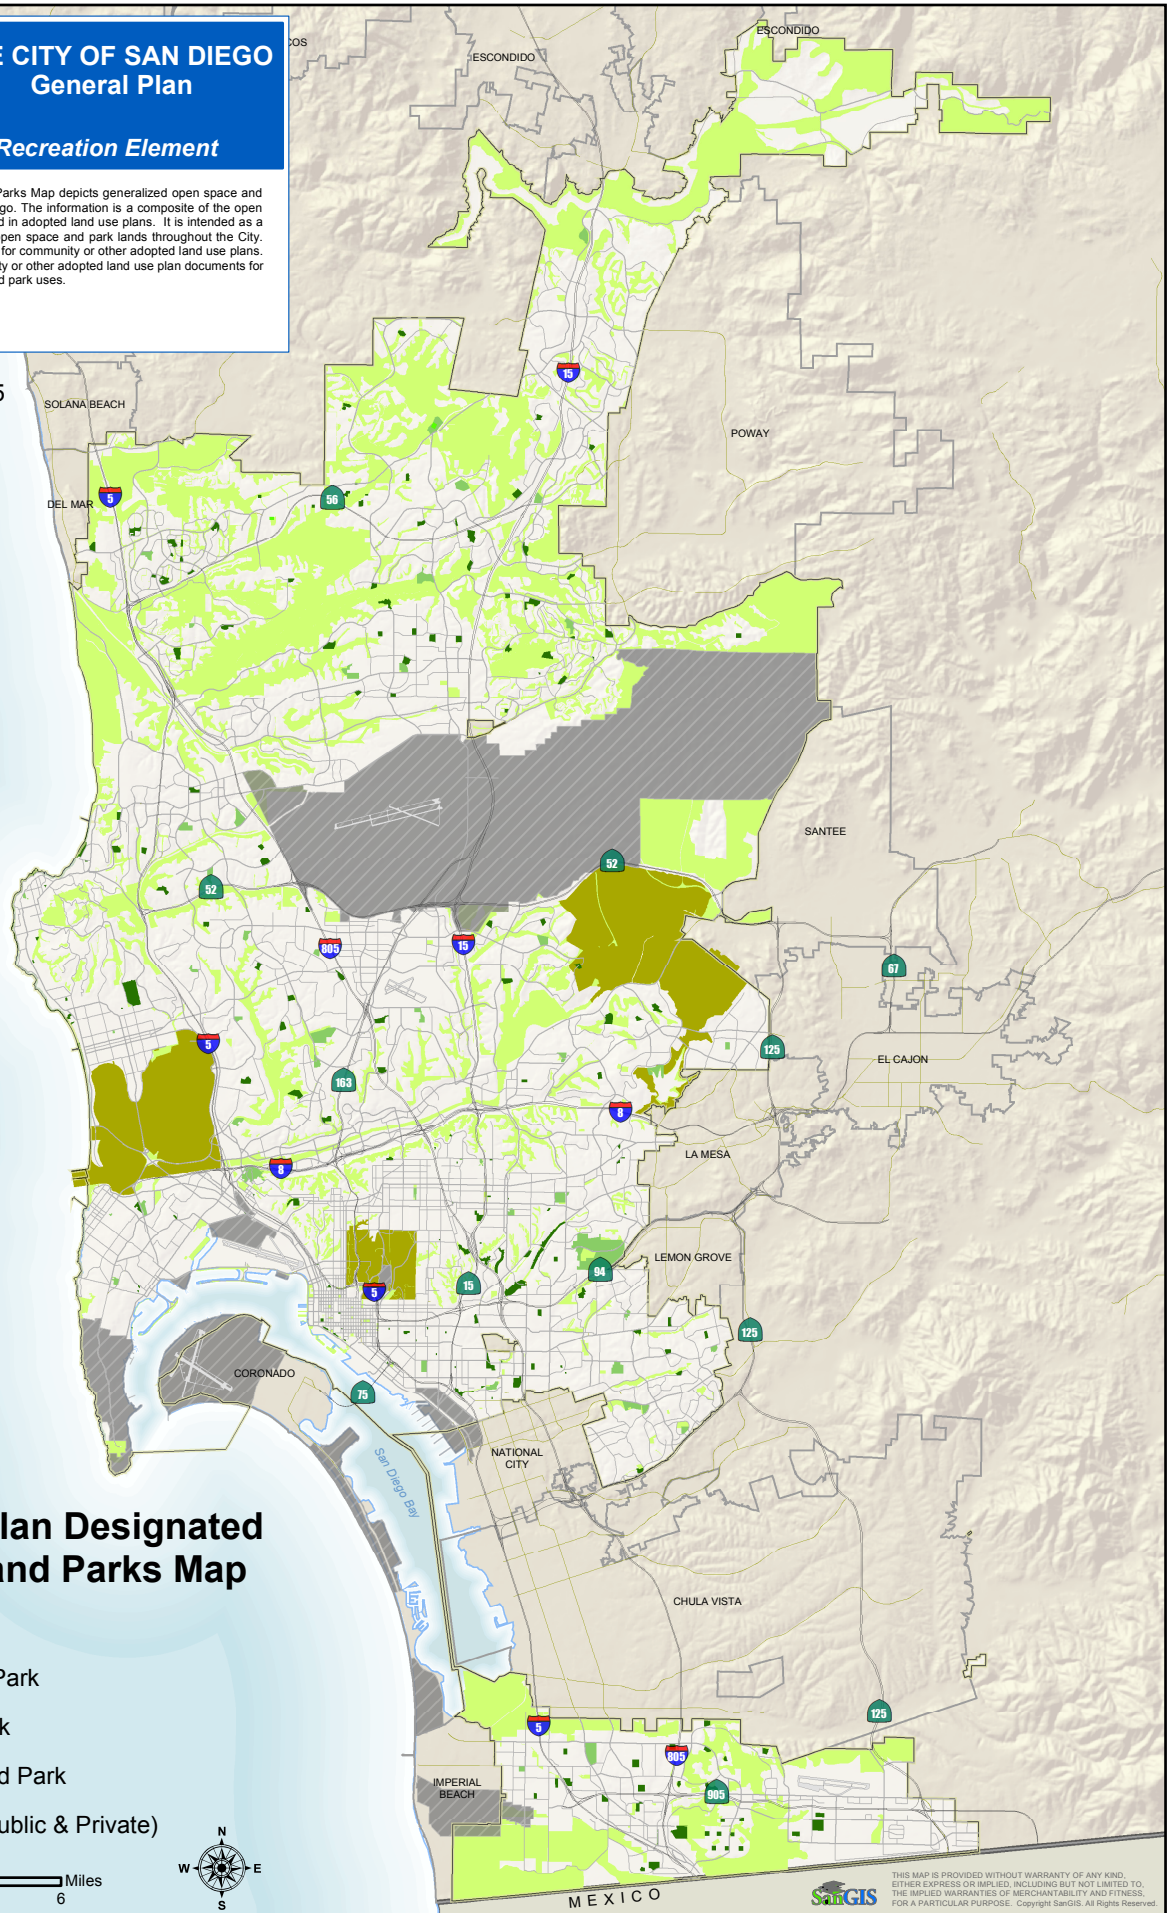 E CITY OF SAN DIEGO
General Plan
Recreation Element
Parks Map depicts generalized open space and
go. The information is a composite of the open
d in adopted land use plans. It is intended as a
open space and park lands throughout the City.
for community or other adopted land use plans.
ty or other adopted land use plan documents for
d park uses.
COS
ESCONDIDO
ESCONDIDO
15
5
SOLANA BEACH
POWAY
DEL MAR
5
56
SANTEE
52
52
805
15
67
5
125
EL CAJON
163
8
8
LA MESA
LEMON GROVE
94
15
5
125
CORONADO
75
NATIONAL
CITY
San Diego Bay
lan Designated
and Parks Map
CHULA VISTA
Park
k
125
5
805
d Park
IMPERIAL
BEACH
905
ublic & Private)
N
W
E
S
Miles
6
MEXICO
SanGIS
THIS MAP IS PROVIDED WITHOUT WARRANTY OF ANY KIND,
EITHER EXPRESS OR IMPLIED, INCLUDING BUT NOT LIMITED TO,
THE IMPLIED WARRANTIES OF MERCHANTABILITY AND FITNESS,
FOR A PARTICULAR PURPOSE. Copyright SanGIS. All Rights Reserved.